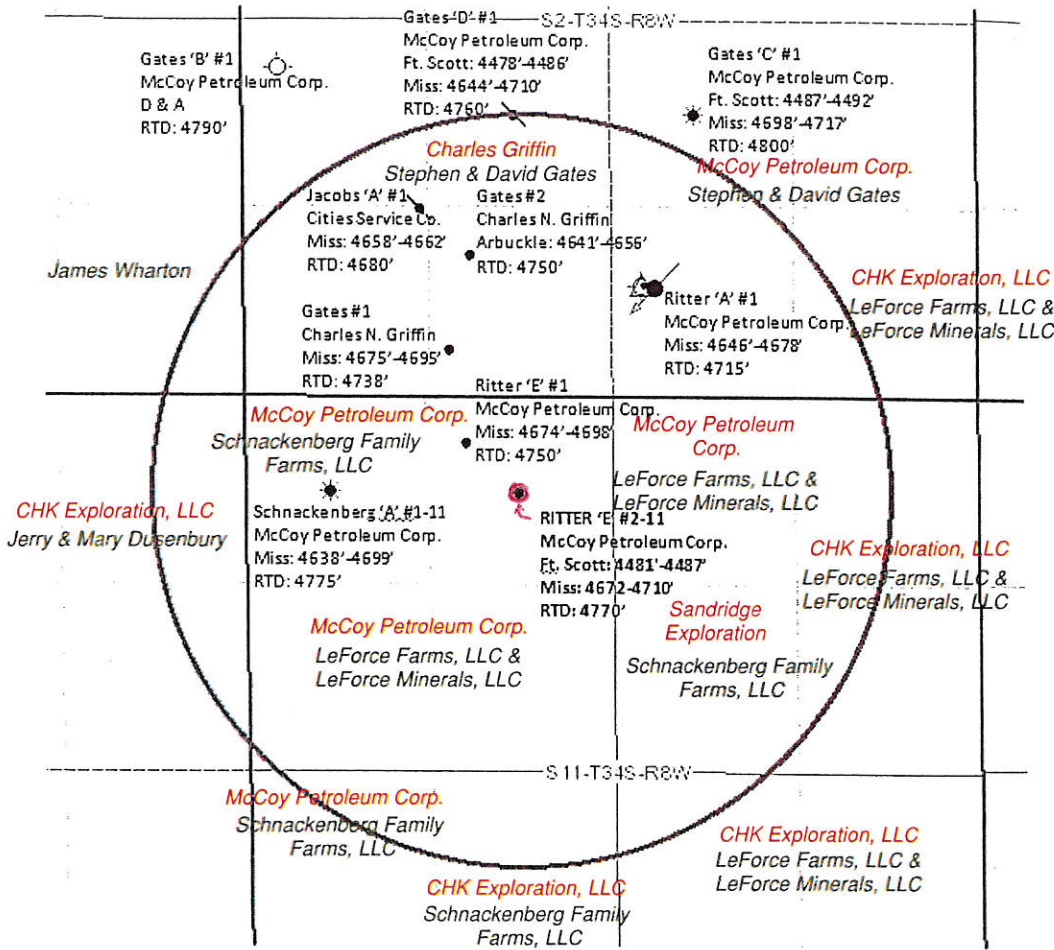 S2-T34S-R8W
Gates 'B' #1
McCoy Petroleum Corp.
D & A
RTD: 4790'
Gates 'D' #1
McCoy Petroleum Corp.
Ft. Scott: 4478'-4486'
Miss: 4644'-4710'
RTD: 4760'
Gates 'C' #1
McCoy Petroleum Corp.
Ft. Scott: 4487'-4492'
Miss: 4698'-4717'
RTD: 4800'
Charles Griffin
Stephen & David Gates
McCoy Petroleum Corp.
Stephen & David Gates
Jacobs 'A' #1
Cities Service Co.
Miss: 4658'-4662'
RTD: 4680'
Gates #2
Charles N. Griffin
Arbuckle: 4641'-4656'
RTD: 4750'
James Wharton
CHK Exploration, LLC
LeForce Farms, LLC &
LeForce Minerals, LLC
Ritter 'A' #1
McCoy Petroleum Corp.
Miss: 4646'-4678'
RTD: 4715'
Gates #1
Charles N. Griffin
Miss: 4675'-4695'
RTD: 4738'
Ritter 'E' #1
McCoy Petroleum Corp.
Miss: 4674'-4698'
RTD: 4750'
McCoy Petroleum Corp.
Schnackenberg Family
Farms, LLC
McCoy Petroleum
Corp.
LeForce Farms, LLC &
LeForce Minerals, LLC
CHK Exploration, LLC
Jerry & Mary Dusenbury
Schnackenberg 'A' #1-11
McCoy Petroleum Corp.
Miss: 4638'-4699'
RTD: 4775'
RITTER 'E' #2-11
McCoy Petroleum Corp.
Ft. Scott: 4481'-4487'
Miss: 4672-4710'
RTD: 4770'
CHK Exploration, LLC
LeForce Farms, LLC &
LeForce Minerals, LLC
McCoy Petroleum Corp.
LeForce Farms, LLC &
LeForce Minerals, LLC
Sandridge
Exploration
Schnackenberg Family
Farms, LLC
S11-T34S-R8W
McCoy Petroleum Corp.
Schnackenberg Family
Farms, LLC
CHK Exploration, LLC
LeForce Farms, LLC &
LeForce Minerals, LLC
CHK Exploration, LLC
Schnackenberg Family
Farms, LLC